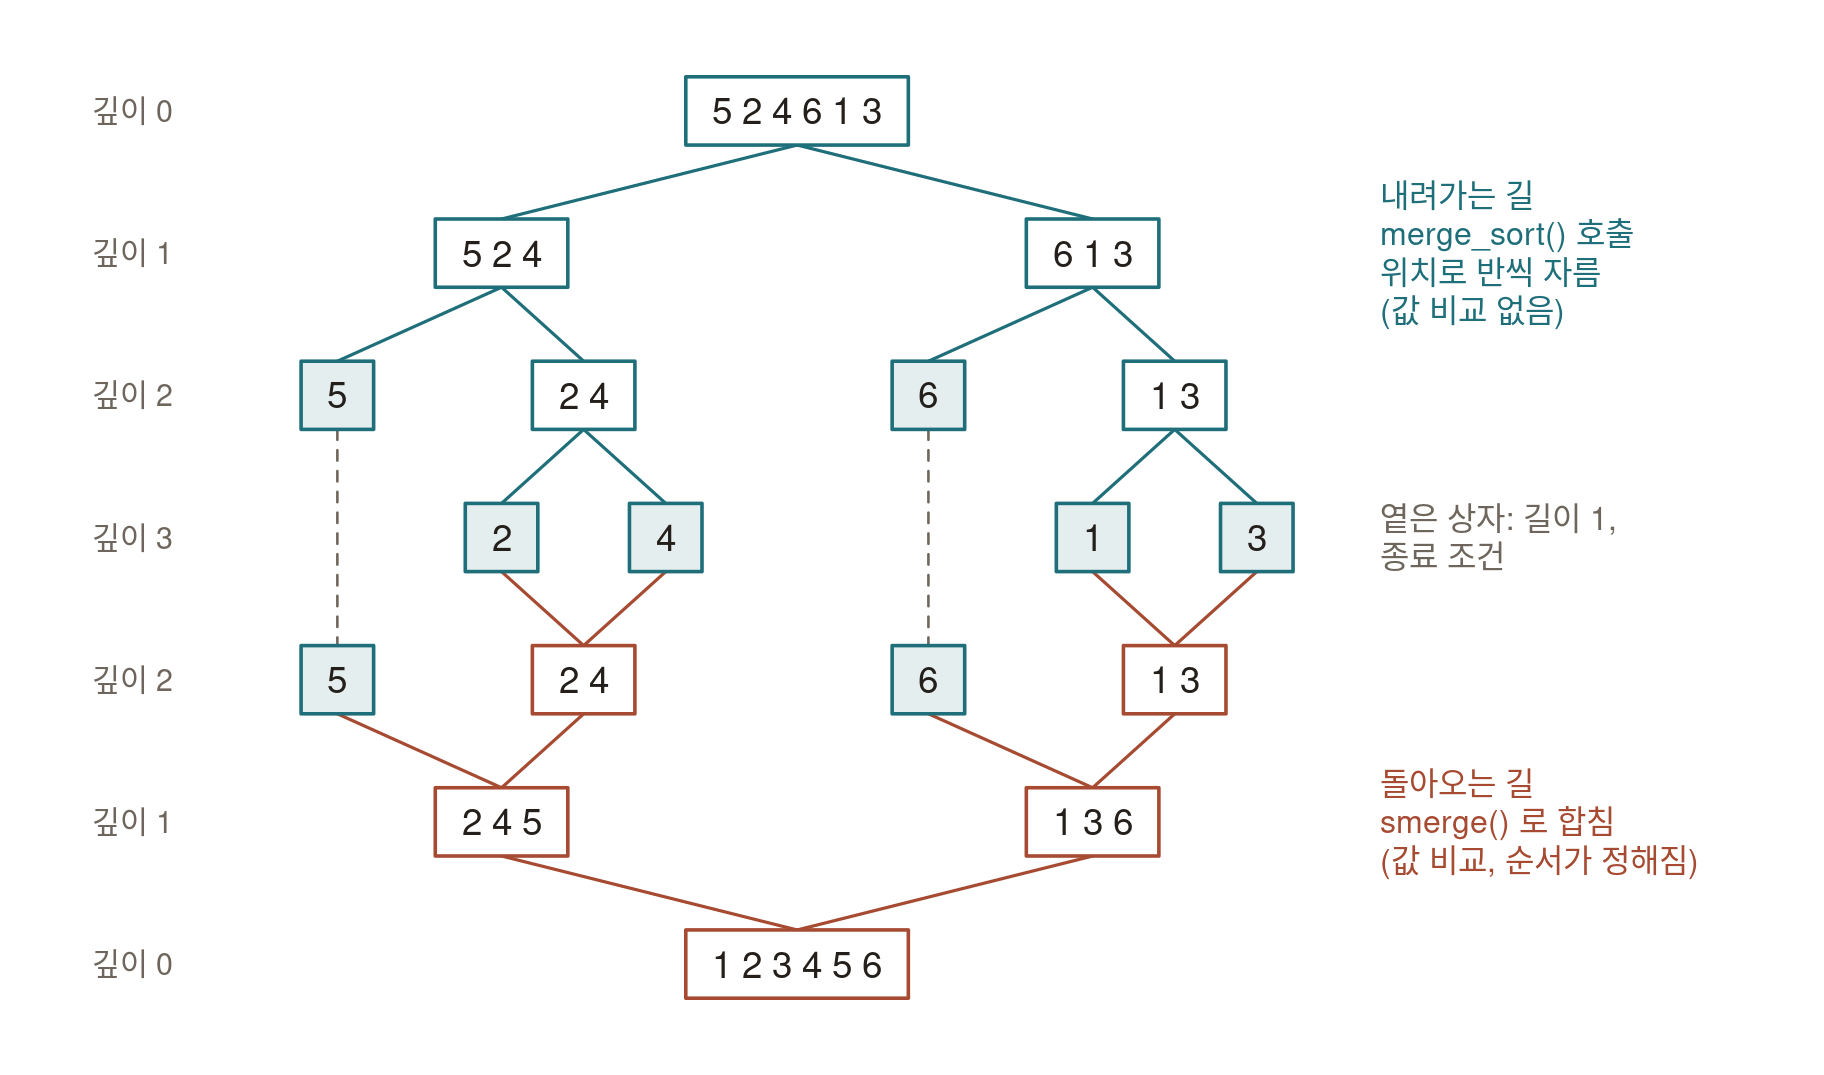 깊이 0
5 2 4 6 1 3
내려가는 길
merge_sort() 호출
위치로 반씩 자름
(값 비교 없음)
깊이 1
5 2 4
6 1 3
깊이 2
5
2 4
6
1 3
깊이 3
2
4
1
3
옅은 상자: 길이 1,
종료 조건
깊이 2
5
2 4
6
1 3
돌아오는 길
smerge() 로 합침
(값 비교, 순서가 정해짐)
깊이 1
2 4 5
1 3 6
깊이 0
1 2 3 4 5 6